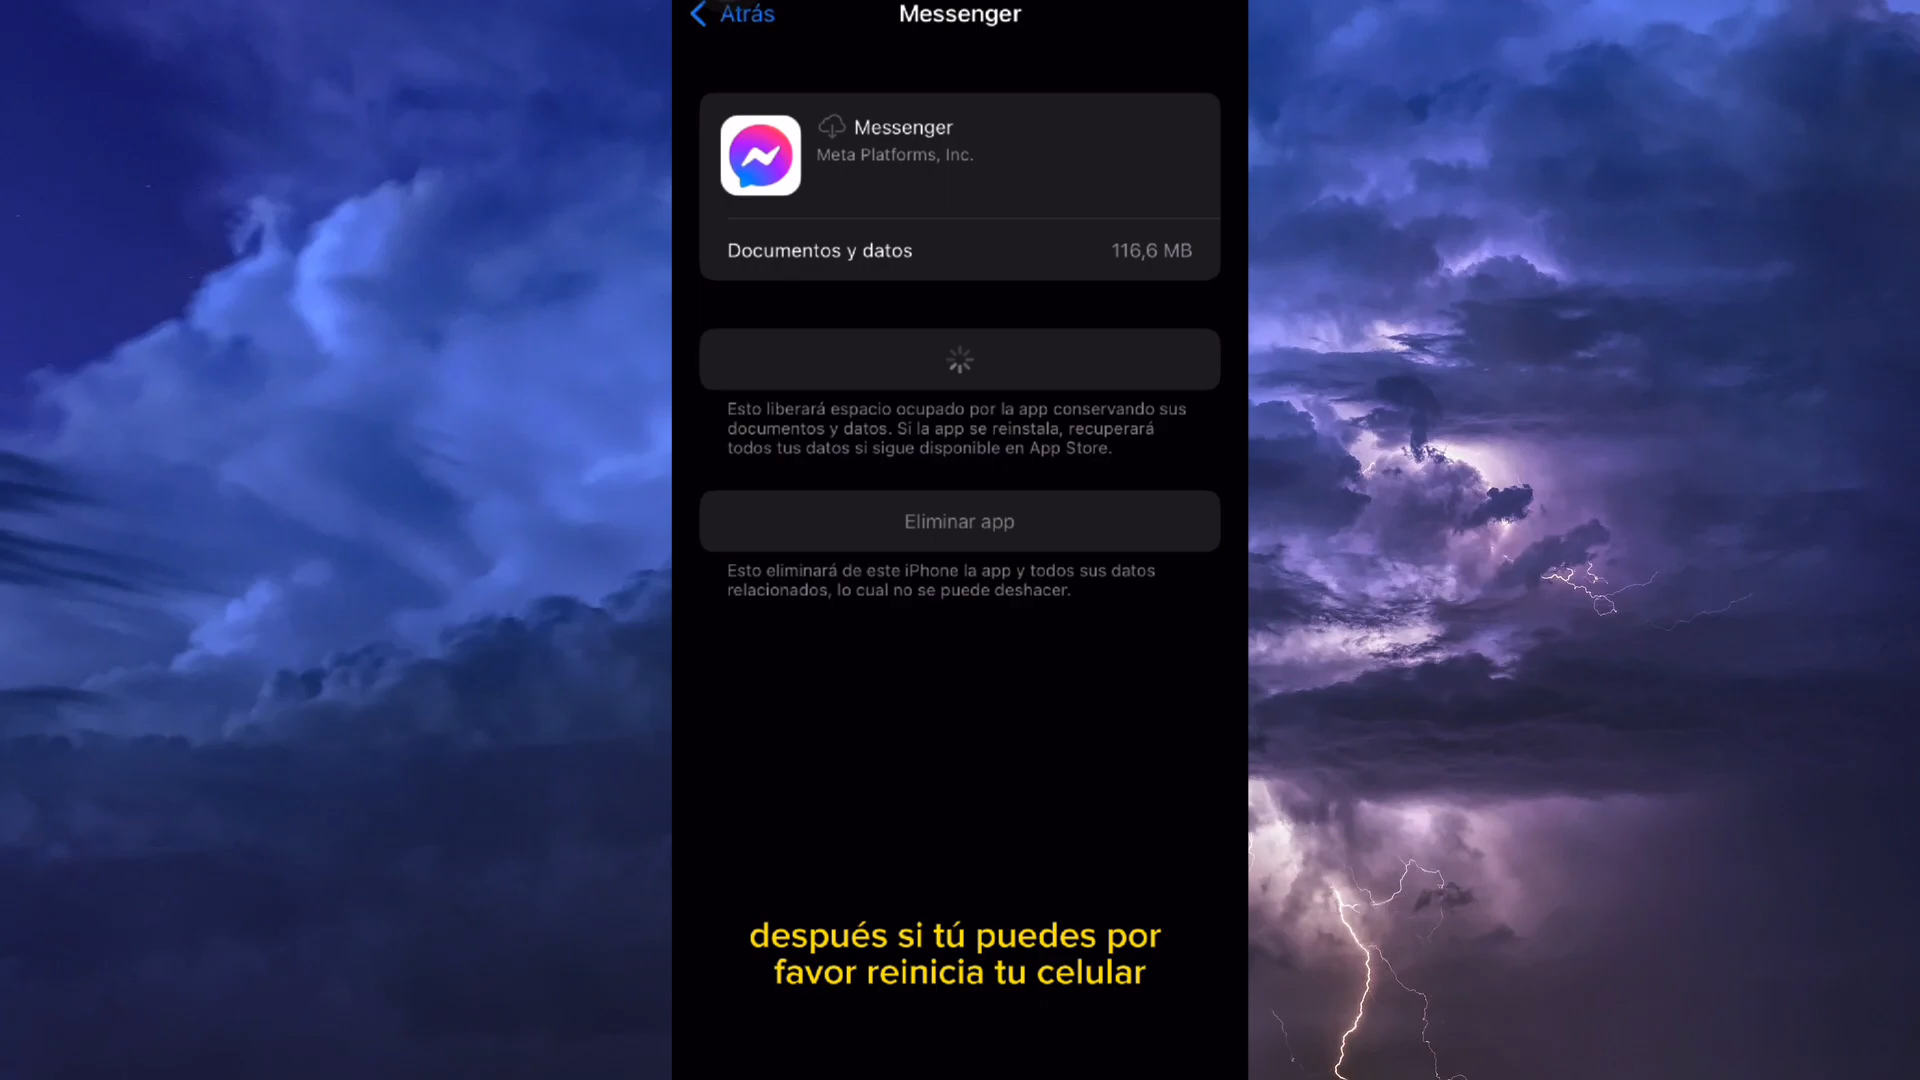 Atrás
Messenger
Messenger
Meta Platforms, Inc.
Documentos y datos
116,6 MB
Esto liberará espacio ocupado por la app conservando sus
documentos y datos. Si la app se reinstala, recuperará
todos tus datos si sigue disponible en App Store.
Eliminar app
Esto eliminará de este iPhone la app y todos sus datos
relacionados, lo cual no se puede deshacer.
después si tú puedes por
favor reinicia tu celular